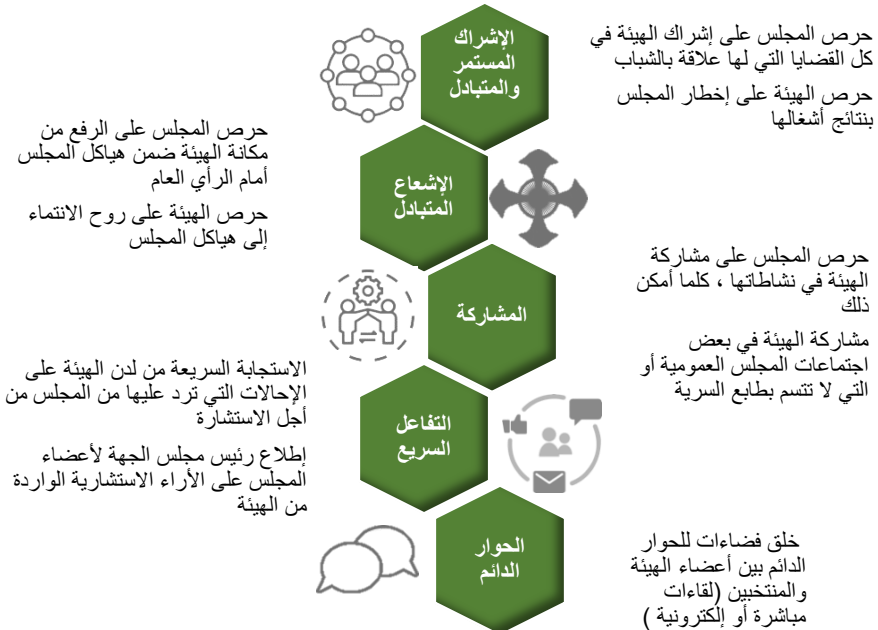 الإشراك
المستمر
والمتبادل
حرص المجلس على إشراك الهيئة في
كل القضايا التي لها علاقة بالشباب
حرص الهيئة على إخطار المجلس
بنتائج أشغالها
الإشعاع
المتبادل
حرص المجلس على الرفع من
مكانة الهيئة ضمن هياكل المجلس
أمام الرأي العام
حرص الهيئة على روح الانتماء
إلى هياكل المجلس
المشاركة
حرص المجلس على مشاركة
الهيئة في نشاطاتها ، كلما أمكن
ذلك
مشاركة الهيئة في بعض
اجتماعات المجلس العمومية أو
التي لا تتسم بطابع السرية
التفاعل
السريع
الاستجابة السريعة من لدن الهيئة على
الإحالات التي ترد عليها من المجلس من
أجل الاستشارة
إطلاع رئيس مجلس الجهة لأعضاء
المجلس على الأراء الاستشارية الواردة
من الهيئة
الحوار
الدائم
خلق فضاءات للحوار
الدائم بين أعضاء الهيئة
والمنتخبين (لقاءات
مباشرة أو إلكترونية )